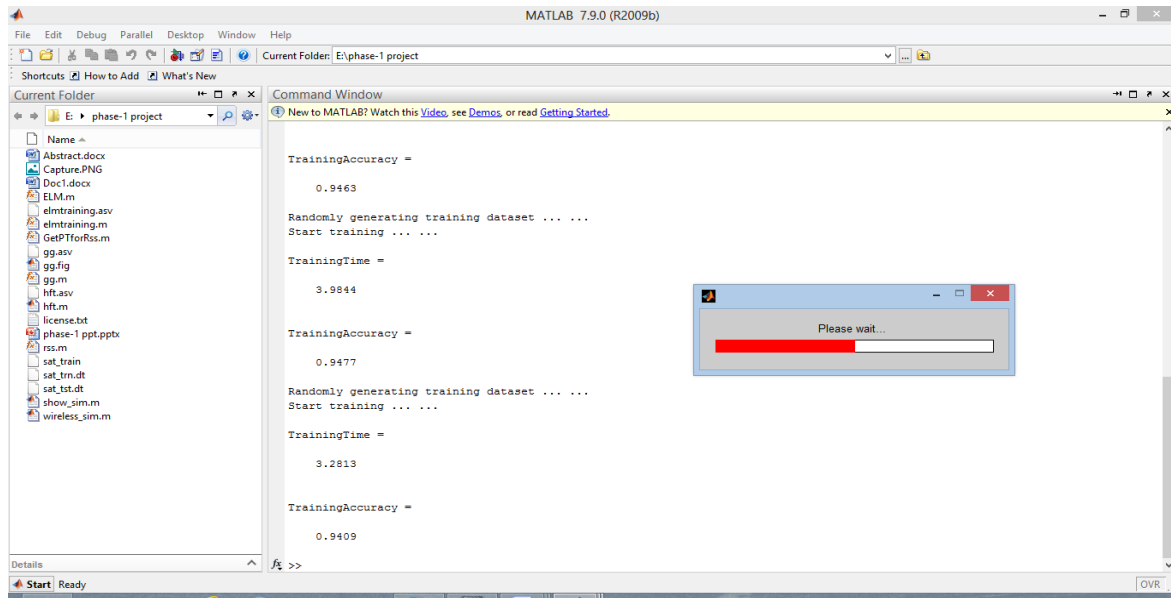 MATLAB 7.9.0 (R2009b)
File Edit Debug Parallel Desktop Window Help
Current Folder: E:\phase-1 project
Shortcuts How to Add What's New
Current Folder
E: phase-1 project
Name
Abstract.docx
Capture.PNG
Doc1.docx
ELM.m
elmtraining.asv
elmtraining.m
GetPTforRss.m
gg.asv
gg.fig
gg.m
hft.asv
hft.m
license.txt
phase-1 ppt.pptx
rss.m
sat_train
sat_trn.dt
sat_tst.dt
show_sim.m
wireless_sim.m
Details
Command Window
New to MATLAB? Watch this Video, see Demos, or read Getting Started.
TrainingAccuracy =
0.9463
Randomly generating training dataset ... ...
Start training ... ...
TrainingTime =
3.9844
TrainingAccuracy =
0.9477
Randomly generating training dataset ... ...
Start training ... ...
TrainingTime =
3.2813
TrainingAccuracy =
0.9409
fx >>
Please wait...
Start Ready
OVR